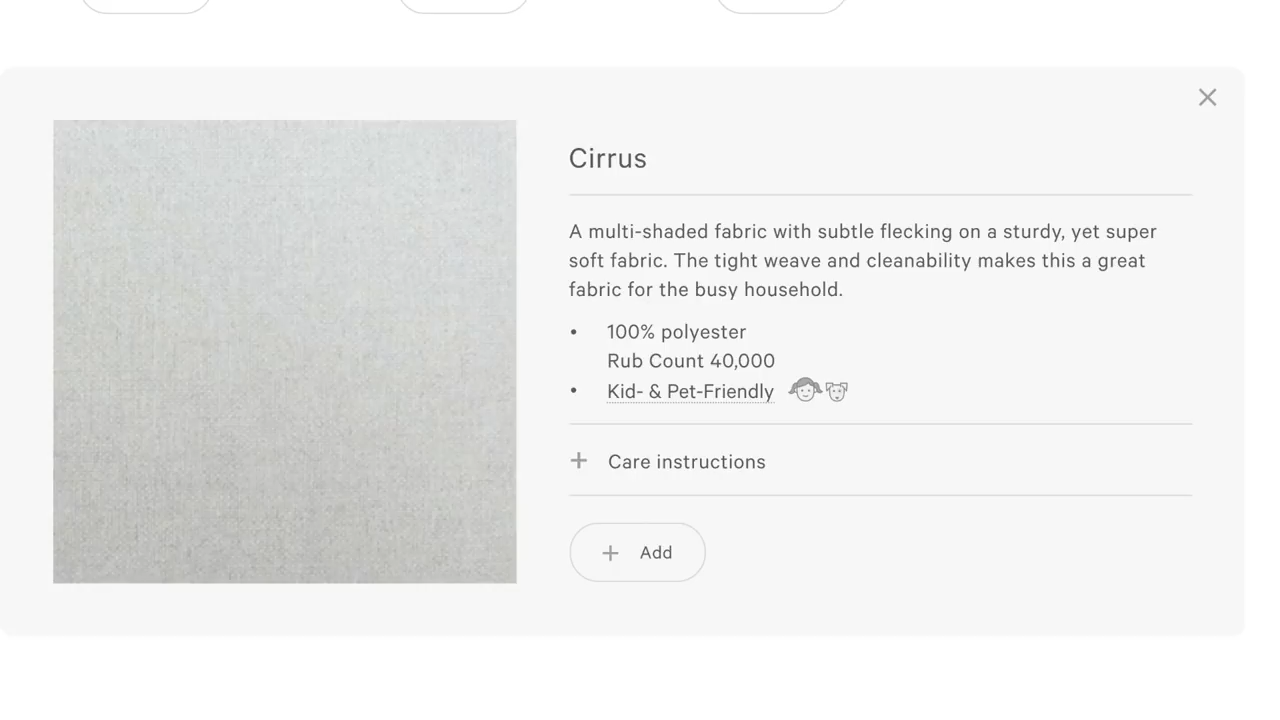 Cirrus
A multi-shaded fabric with subtle flecking on a sturdy, yet super
soft fabric. The tight weave and cleanability makes this a great
fabric for the busy household.
• 100% polyester
Rub Count 40,000
• Kid- & Pet-Friendly
+ Care instructions
+ Add